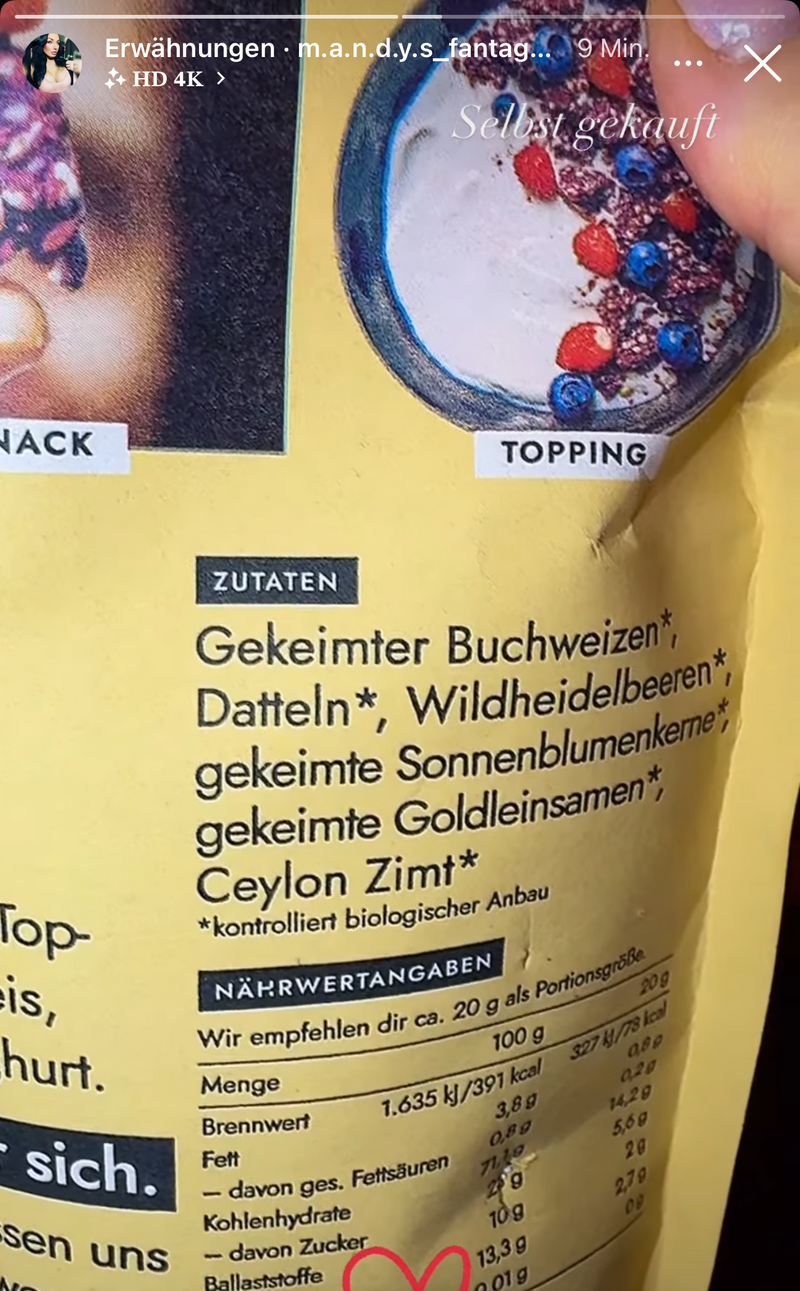 Erwähnungen · m.a.n.d.y.s_fantag... 9 Min.
HD 4K
Selbst gekauft
NACK
TOPPING
ZUTATEN
Gekeimter Buchweizen*,
Datteln*, Wildheidelbeeren*,
gekeimte Sonnenblumenkerne*,
gekeimte Goldleinsamen*,
Ceylon Zimt*
*kontrolliert biologischer Anbau
Top-
eis,
hurt.
sich.
ssen uns
NÄHRWERTANGABEN
Wir empfehlen dir ca. 20 g als Portionsgröße.
Menge 100 g 20 g
Brennwert 1.635 kJ/391 kcal 327 kJ/78 kcal
Fett 3,8 g 0,8 g
– davon ges. Fettsäuren 0,8 g 0,2 g
Kohlenhydrate 14,2 g
– davon Zucker 5,6 g
Ballaststoffe 10 g 2 g
13,3 g 2,7 g
0,01 g 0 g